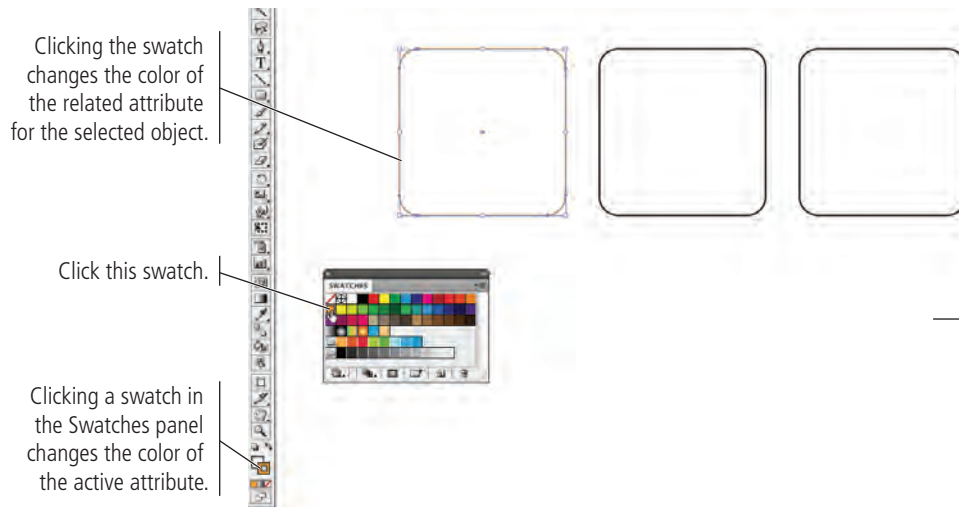 Clicking the swatch
changes the color of
the related attribute
for the selected object.
SWATCHES
Click this swatch.
Clicking a swatch in
the Swatches panel
changes the color of
the active attribute.